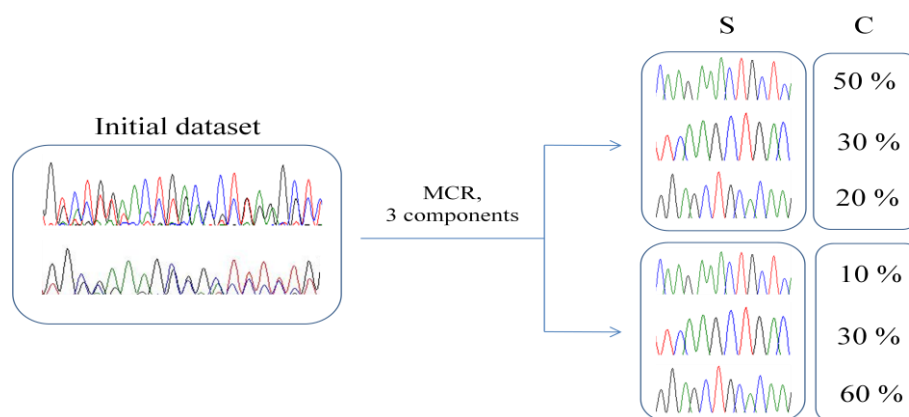 S
C
Initial dataset
MCR,
3 components
50 %
30 %
20 %
10 %
30 %
60 %